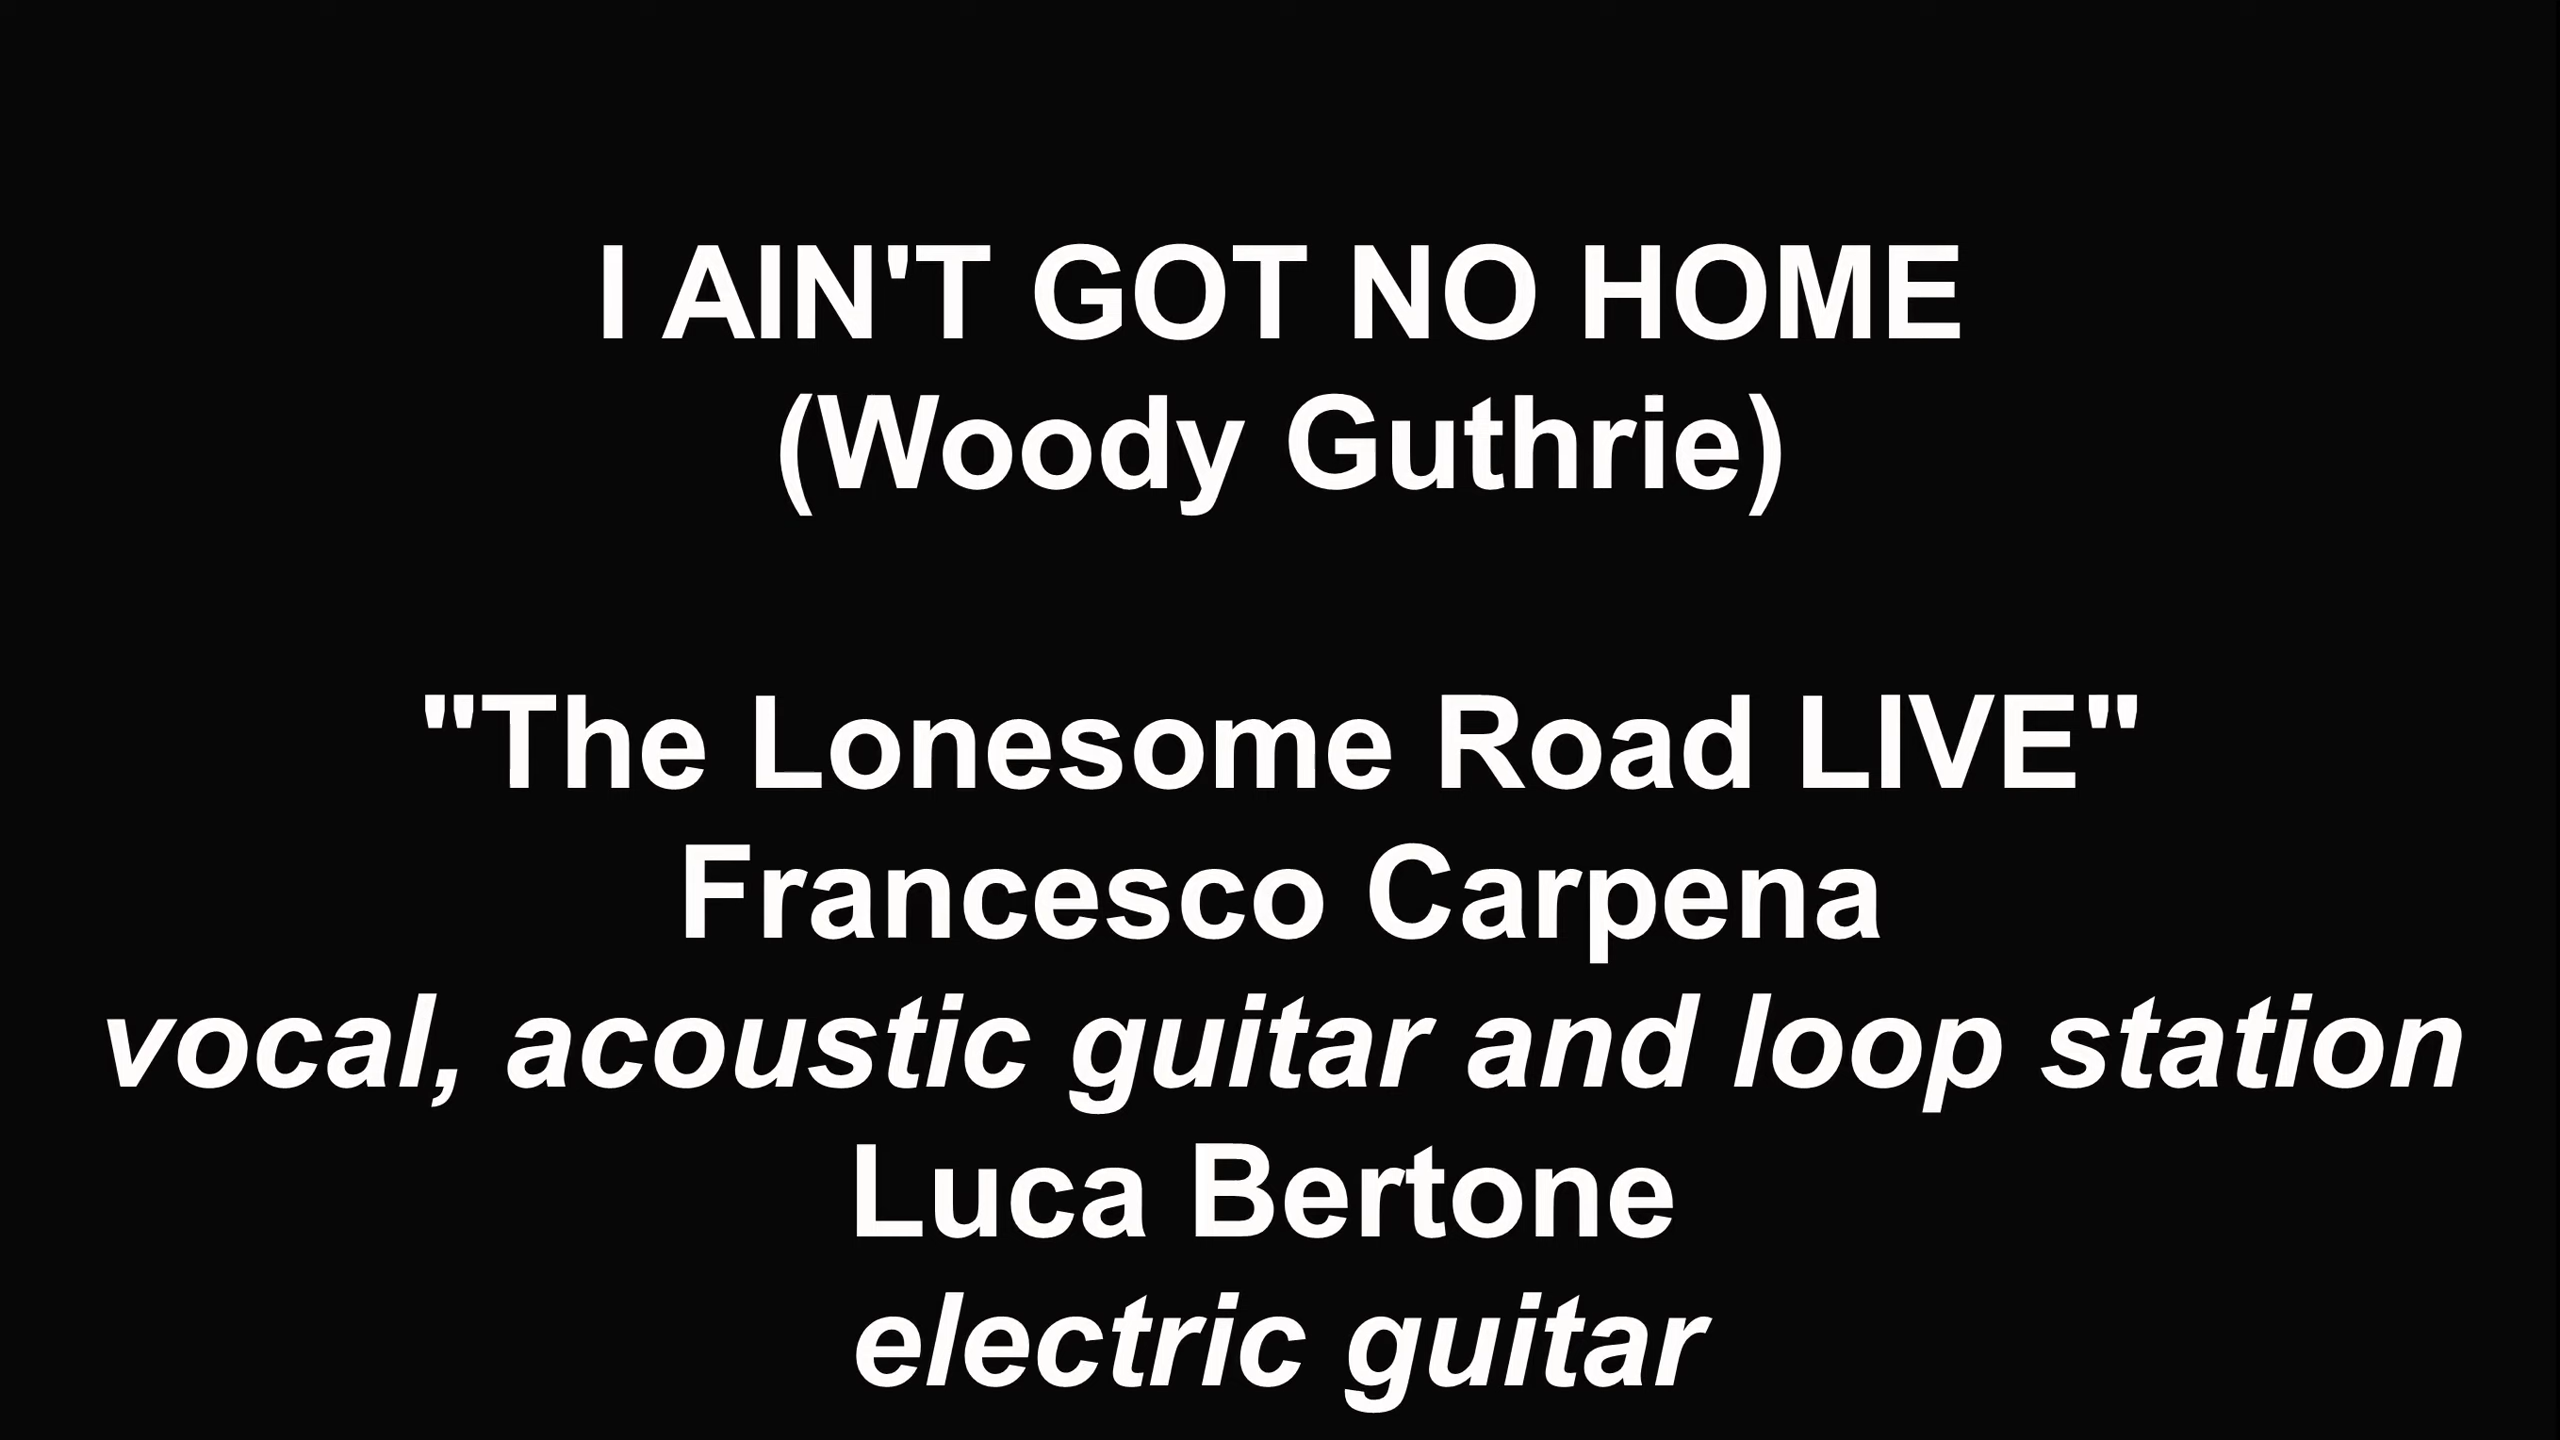 I AIN'T GOT NO HOME
(Woody Guthrie)
"The Lonesome Road LIVE"
Francesco Carpena
vocal, acoustic guitar and loop station
Luca Bertone
electric guitar